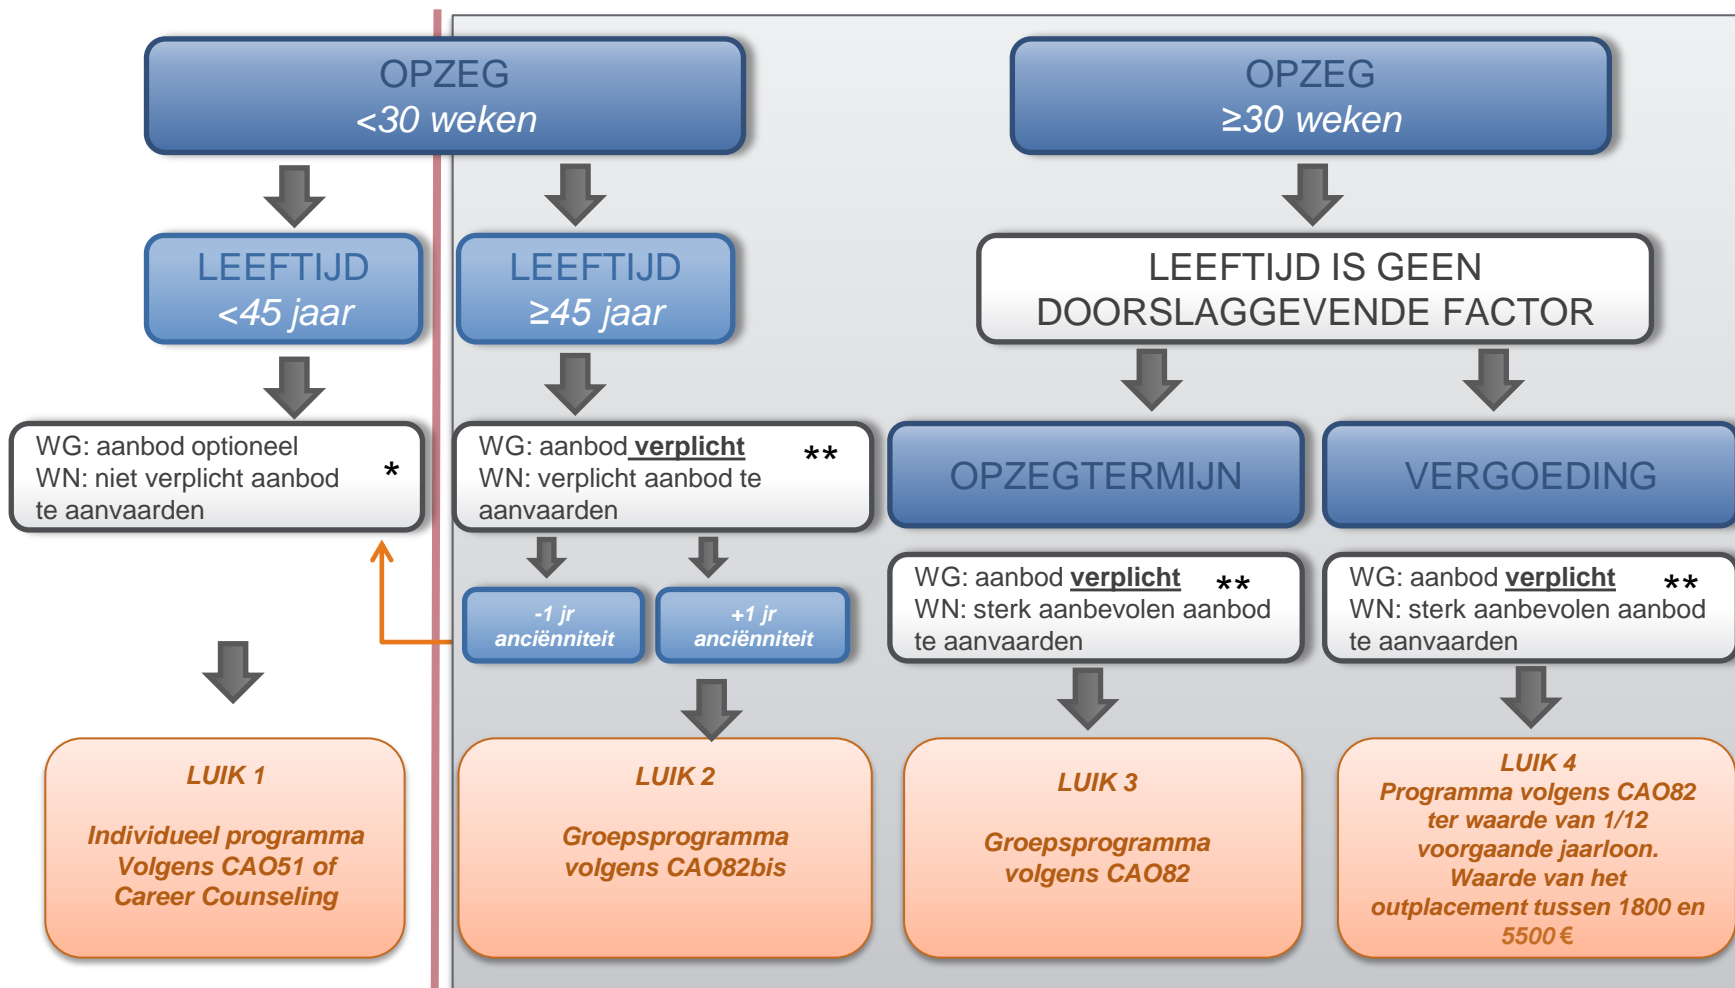 OPZEG
<30 weken
OPZEG
≥30 weken
LEEFTIJD
<45 jaar
LEEFTIJD
≥45 jaar
LEEFTIJD IS GEEN
DOORSLAGGEVENDE FACTOR
WG: aanbod optioneel
WN: niet verplicht aanbod
te aanvaarden
*
WG: aanbod verplicht
WN: verplicht aanbod te
aanvaarden
**
OPZEGTERMIJN
VERGOEDING
-1 jr
anciënniteit
+1 jr
anciënniteit
WG: aanbod verplicht
WN: sterk aanbevolen aanbod
te aanvaarden
**
WG: aanbod verplicht
WN: sterk aanbevolen aanbod
te aanvaarden
**
LUIK 1
Individueel programma
Volgens CAO51 of
Career Counseling
LUIK 2
Groepsprogramma
volgens CAO82bis
LUIK 3
Groepsprogramma
volgens CAO82
LUIK 4
Programma volgens CAO82
ter waarde van 1/12
voorgaande jaarloon.
Waarde van het
outplacement tussen 1800 en
5500 €